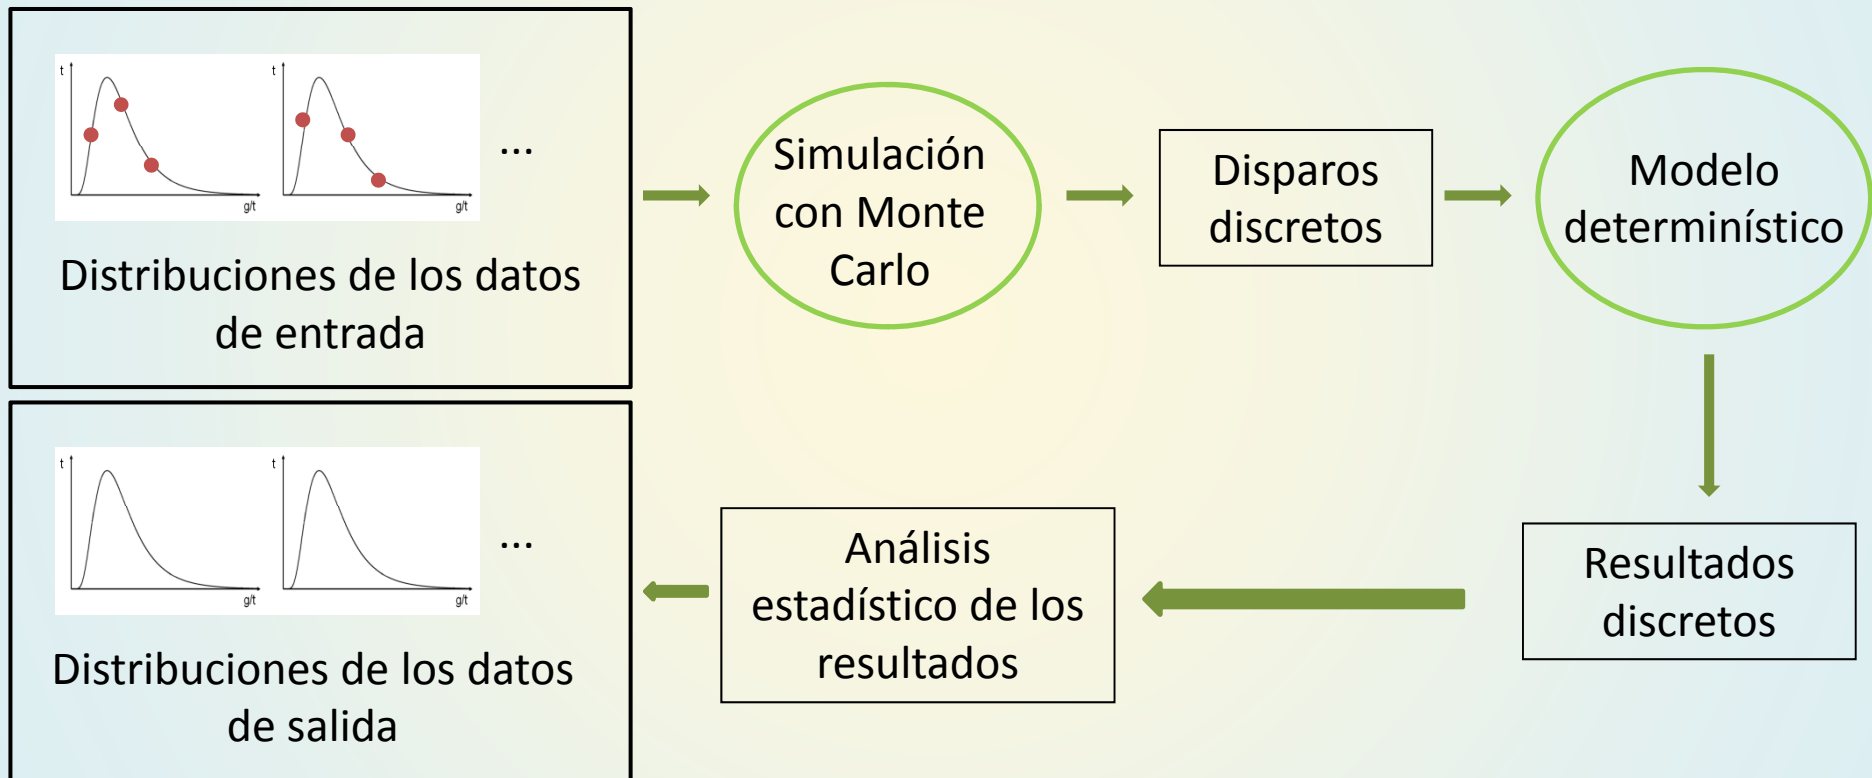 t
g/t
t
g/t
...
Distribuciones de los datos
de entrada
Simulación
con Monte
Carlo
Disparos
discretos
Modelo
determinístico
t
g/t
t
g/t
...
Distribuciones de los datos
de salida
Análisis
estadístico de los
resultados
Resultados
discretos